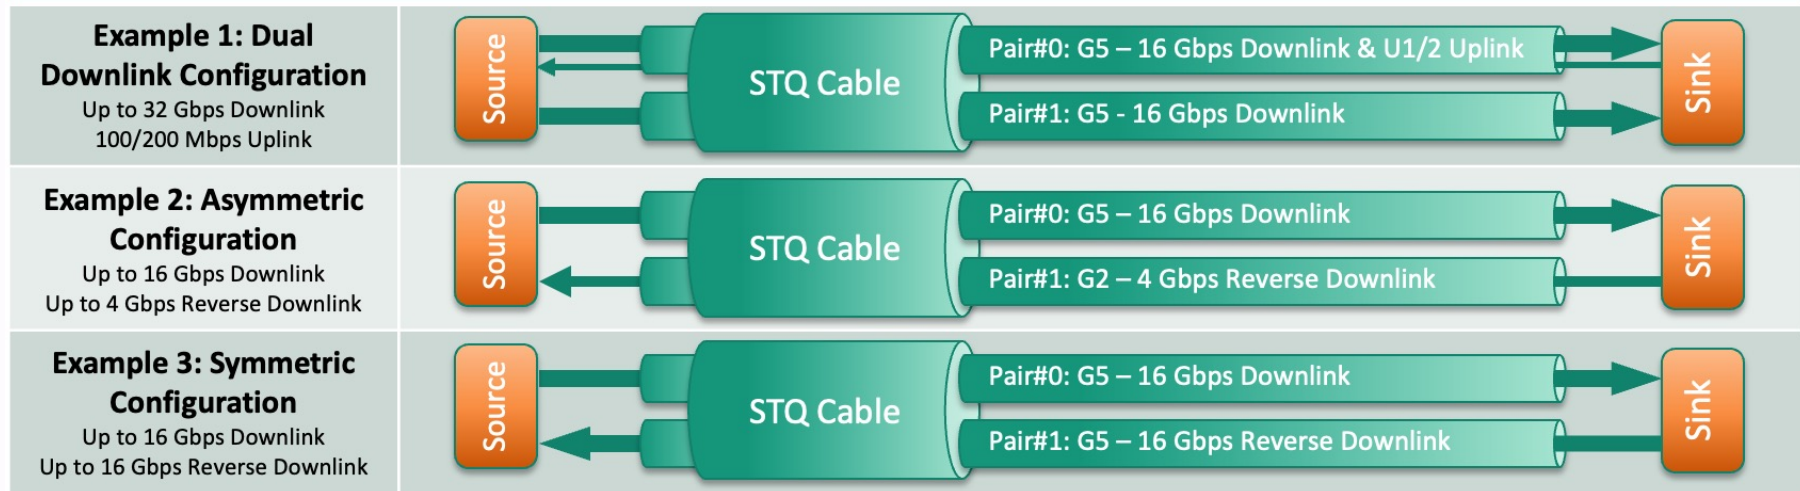 Example 1: Dual
Downlink Configuration
Up to 32 Gbps Downlink
100/200 Mbps Uplink
Source
STQ Cable
Pair#0: G5 – 16 Gbps Downlink & U1/2 Uplink
Pair#1: G5 - 16 Gbps Downlink
Sink
Example 2: Asymmetric
Configuration
Up to 16 Gbps Downlink
Up to 4 Gbps Reverse Downlink
Source
STQ Cable
Pair#0: G5 – 16 Gbps Downlink
Pair#1: G2 – 4 Gbps Reverse Downlink
Sink
Example 3: Symmetric
Configuration
Up to 16 Gbps Downlink
Up to 16 Gbps Reverse Downlink
Source
STQ Cable
Pair#0: G5 – 16 Gbps Downlink
Pair#1: G5 – 16 Gbps Reverse Downlink
Sink